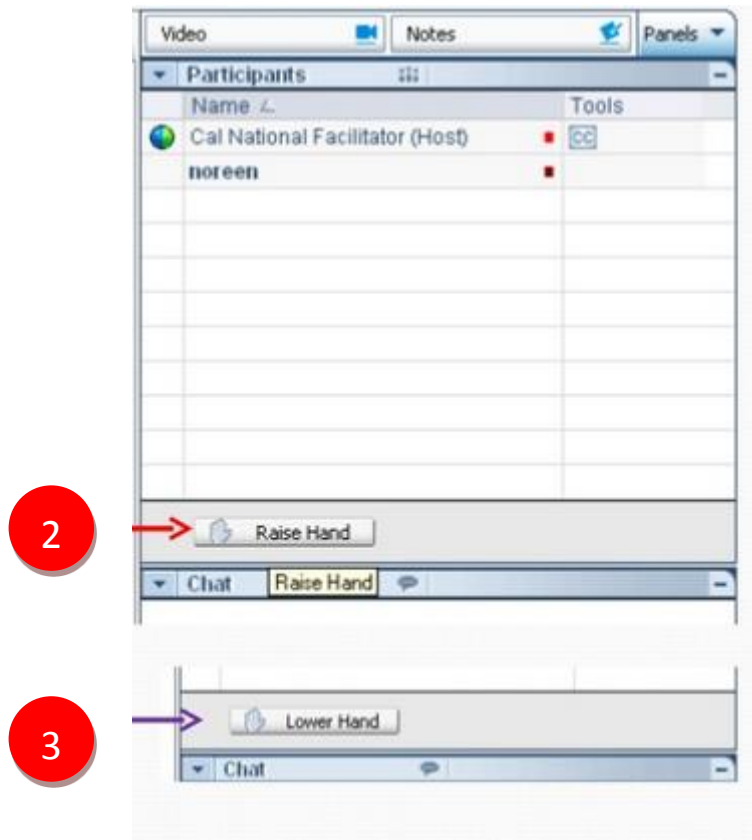 Video Notes Panels
Participants
Name Tools
Cal National Facilitator (Host) CC
noreen
2 Raise Hand
Chat Raise Hand
3 Lower Hand
Chat